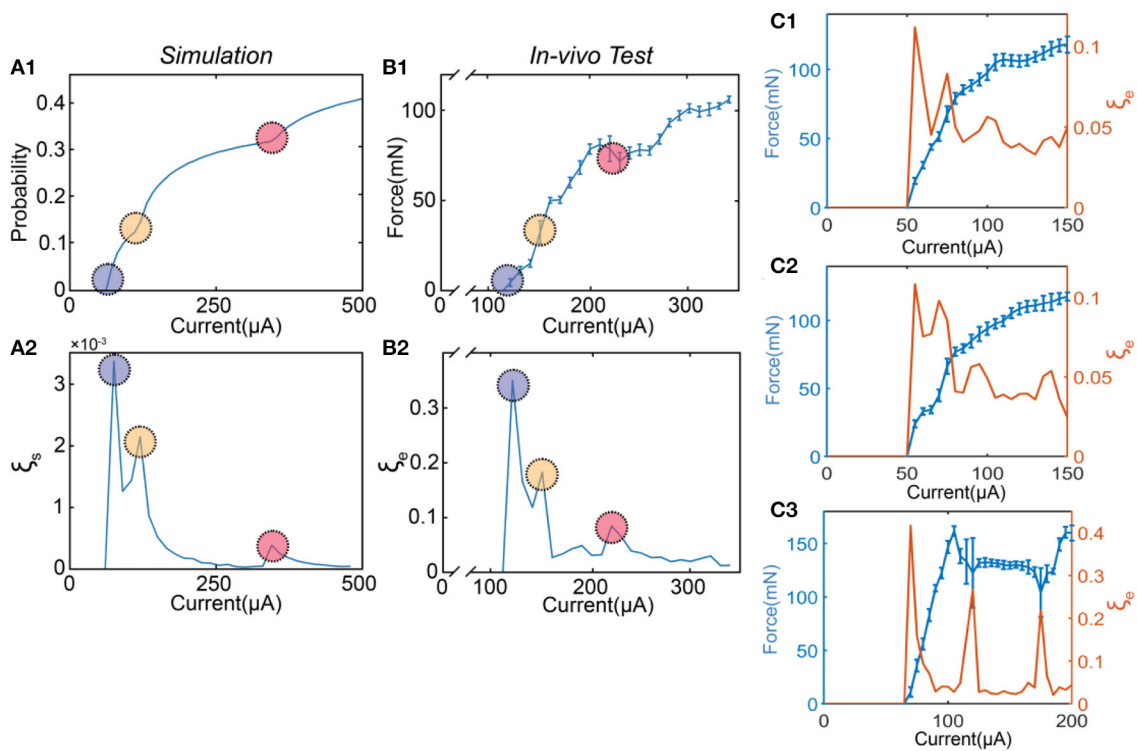 Simulation
In-vivo Test
A1
Probability
0.4
0.3
0.2
0.1
0
0 250 500
Current(μA)
B1
Force(mN)
100
50
0
0 100 200 300
Current(μA)
A2
×10⁻³
ξs
3
2
1
0
0 250 500
Current(μA)
B2
ξe
0.3
0.2
0.1
0
0 100 200 300
Current(μA)
C1
Force(mN)
100
50
0
0 50 100 150
Current(μA)
0.1
0.05
0
ξe
C2
Force(mN)
100
50
0
0 50 100 150
Current(μA)
0.1
0.05
0
ξe
C3
Force(mN)
150
100
50
0
0 100 200
Current(μA)
0.4
0.3
0.2
0.1
0
ξe